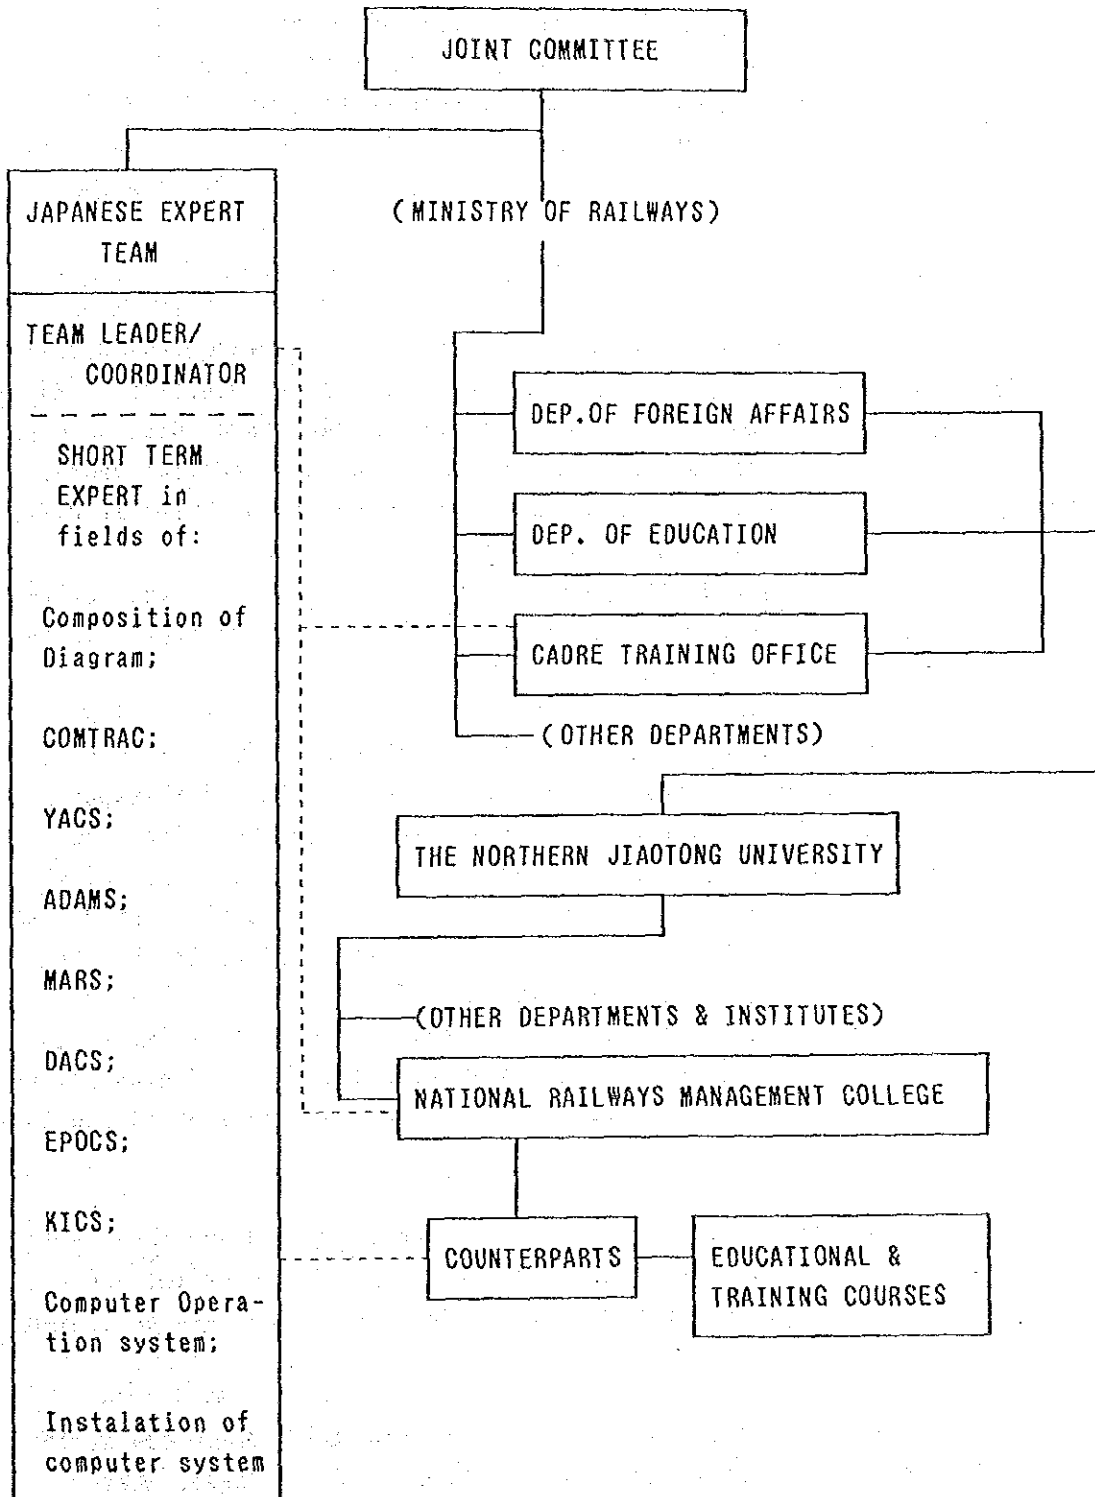 JOINT COMMITTEE
JAPANESE EXPERT
TEAM
(MINISTRY OF RAILWAYS)
TEAM LEADER/
COORDINATOR
SHORT TERM
EXPERT in
fields of:
Composition of
Diagram;
COMTRAC;
YACS;
ADAMS;
MARS;
DACS;
EPOCS;
KICS;
Computer Opera-
tion system;
Instalation of
computer system
DEP.OF FOREIGN AFFAIRS
DEP. OF EDUCATION
CADRE TRAINING OFFICE
(OTHER DEPARTMENTS)
THE NORTHERN JIAOTONG UNIVERSITY
(OTHER DEPARTMENTS & INSTITUTES)
NATIONAL RAILWAYS MANAGEMENT COLLEGE
COUNTERPARTS
EDUCATIONAL &
TRAINING COURSES